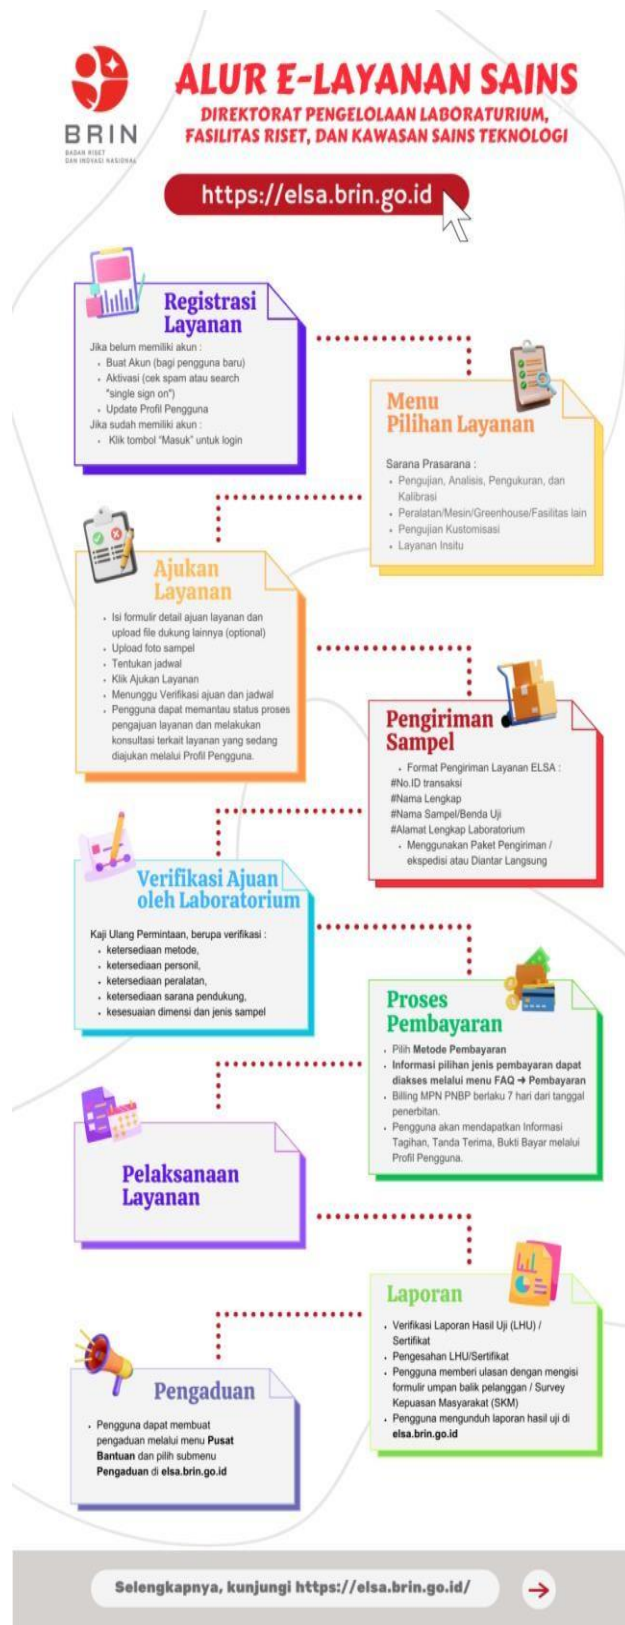 BRIN
BADAN RISET
DAN INOVASI NASIONAL
ALUR E-LAYANAN SAINS
DIREKTORAT PENGELOLAAN LABORATURIUM,
FASILITAS RISET, DAN KAWASAN SAINS TEKNOLOGI
https://elsa.brin.go.id
Registrasi
Layanan
Jika belum memiliki akun :
• Buat Akun (bagi pengguna baru)
• Aktivasi (cek spam atau search
"single sign on")
• Update Profil Pengguna
Jika sudah memiliki akun :
• Klik tombol "Masuk" untuk login
Menu
Pilihan Layanan
Sarana Prasarana :
• Pengujian, Analisis, Pengukuran, dan
Kalibrasi
• Peralatan/Mesin/Greenhouse/Fasilitas lain
• Pengujian Kustomisasi
• Layanan Insitu
Ajukan
Layanan
• Isi formulir detail ajuan layanan dan
upload file dukung lainnya (optional)
• Upload foto sampel
• Tentukan jadwal
• Klik Ajukan Layanan
• Menunggu Verifikasi ajuan dan jadwal
• Pengguna dapat memantau status proses
pengajuan layanan dan melakukan
konsultasi terkait layanan yang sedang
diajukan melalui Profil Pengguna.
Pengiriman
Sampel
• Format Pengiriman Layanan ELSA :
#No.ID transaksi
#Nama Lengkap
#Nama Sampel/Benda Uji
#Alamat Lengkap Laboratorium
• Menggunakan Paket Pengiriman /
ekspedisi atau Diantar Langsung
Verifikasi Ajuan
oleh Laboratorium
Kaji Ulang Permintaan, berupa verifikasi :
• ketersediaan metode,
• ketersediaan personil,
• ketersediaan peralatan,
• ketersediaan sarana pendukung,
• kesesuaian dimensi dan jenis sampel
Proses
Pembayaran
• Pilih Metode Pembayaran
• Informasi pilihan jenis pembayaran dapat
diakses melalui menu FAQ ➔ Pembayaran
• Billing MPN PNBP berlaku 7 hari dari tanggal
penerbitan.
• Pengguna akan mendapatkan Informasi
Tagihan, Tanda Terima, Bukti Bayar melalui
Profil Pengguna.
Pelaksanaan
Layanan
Laporan
• Verifikasi Laporan Hasil Uji (LHU) /
Sertifikat
• Pengesahan LHU/Sertifikat
• Pengguna memberi ulasan dengan mengisi
formulir umpan balik pelanggan / Survey
Kepuasan Masyarakat (SKM)
• Pengguna mengunduh laporan hasil uji di
elsa.brin.go.id
Pengaduan
• Pengguna dapat membuat
pengaduan melalui menu Pusat
Bantuan dan pilih submenu
Pengaduan di elsa.brin.go.id
Selengkapnya, kunjungi https://elsa.brin.go.id/